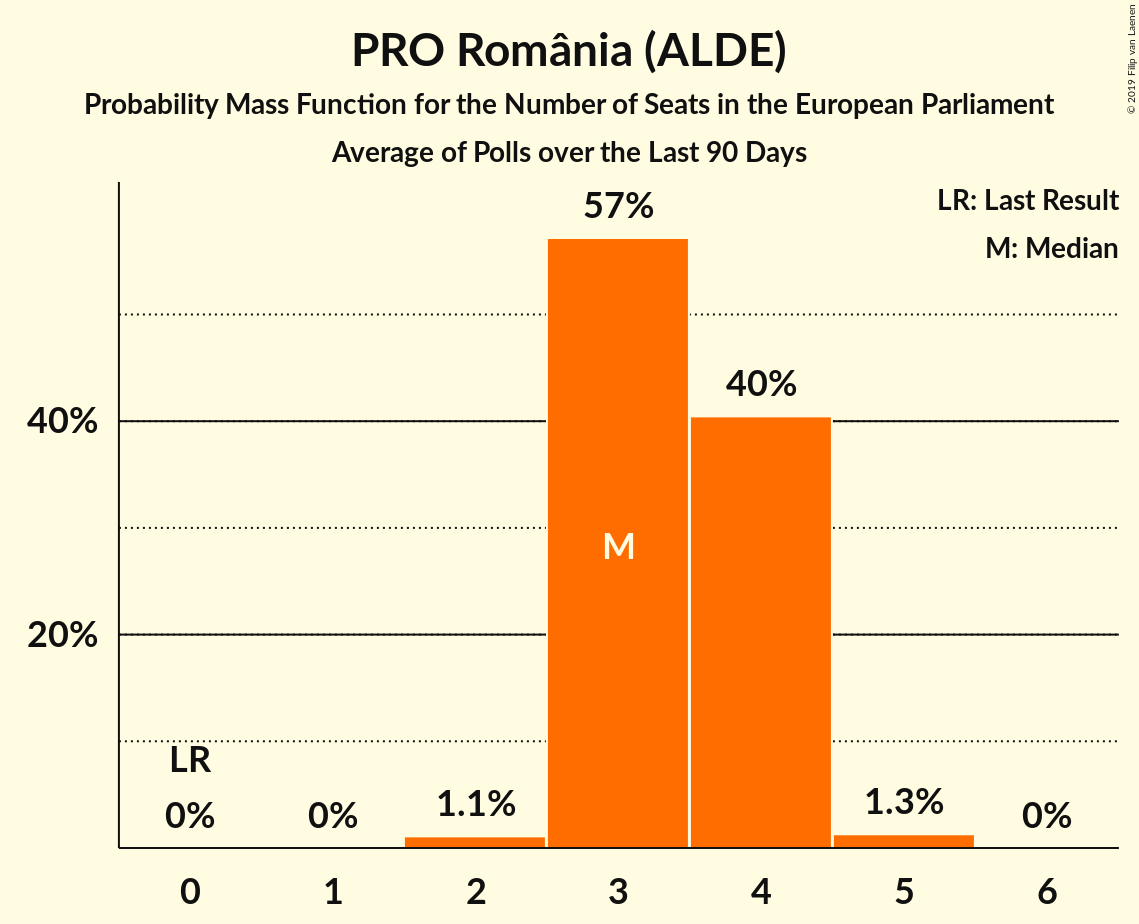 PRO România (ALDE)
Probability Mass Function for the Number of Seats in the European Parliament
Average of Polls over the Last 90 Days
© 2019 Filip van Laenen
LR: Last Result
M: Median
57%
40%
40%
M
20%
LR
0%
0%
1.1%
1.3%
0%
0
1
2
3
4
5
6